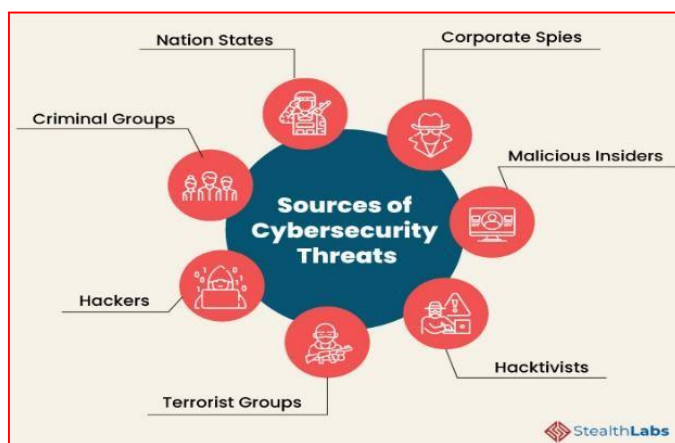 Nation States
Corporate Spies
Criminal Groups
Malicious Insiders
Sources of
Cybersecurity
Threats
Hackers
Hacktivists
Terrorist Groups
StealthLabs